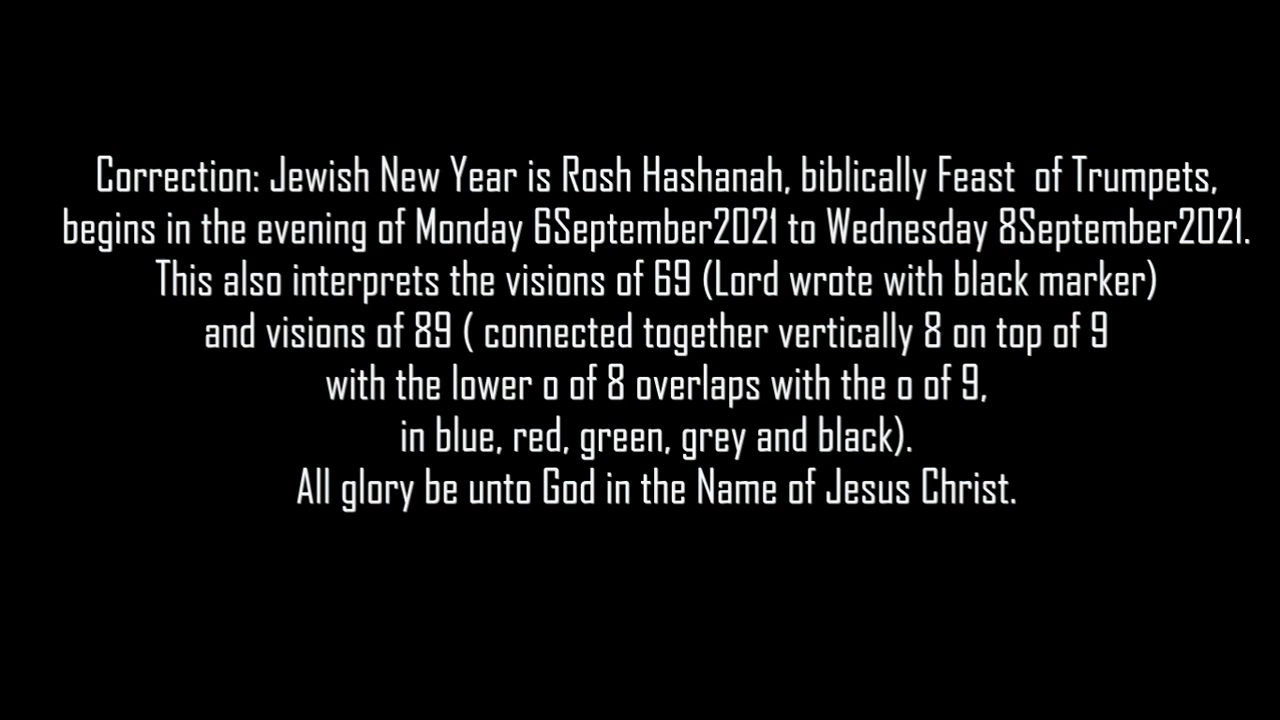 Correction: Jewish New Year is Rosh Hashanah, biblically Feast of Trumpets,
begins in the evening of Monday 6September2021 to Wednesday 8September2021.
This also interprets the visions of 69 (Lord wrote with black marker)
and visions of 89 ( connected together vertically 8 on top of 9
with the lower o of 8 overlaps with the o of 9,
in blue, red, green, grey and black).
All glory be unto God in the Name of Jesus Christ.